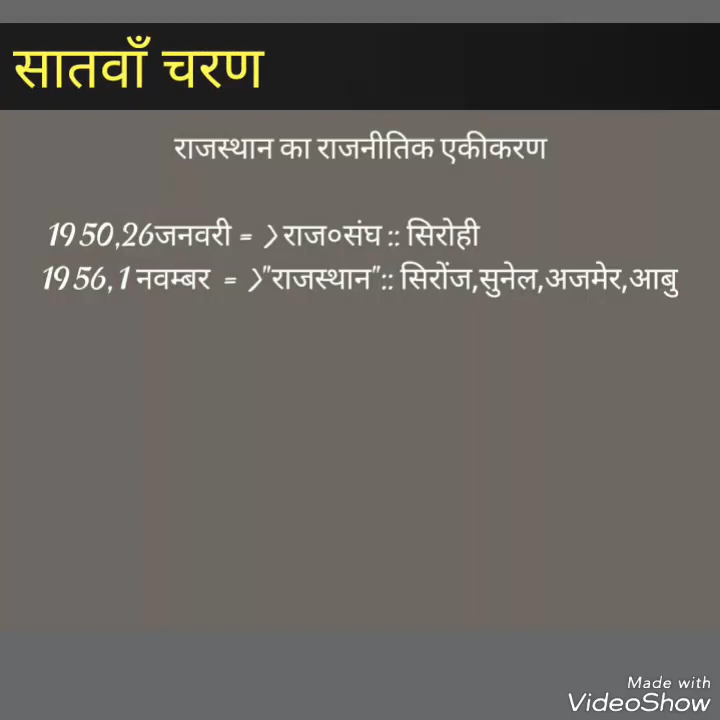 सातवाँ चरण
राजस्थान का राजनीतिक एकीकरण
1950,26जनवरी = >राज०संघ :: सिरोही
1956,1 नवम्बर = >"राजस्थान":: सिरोंज,सुनेल,अजमेर,आबु
Made with
VideoShow